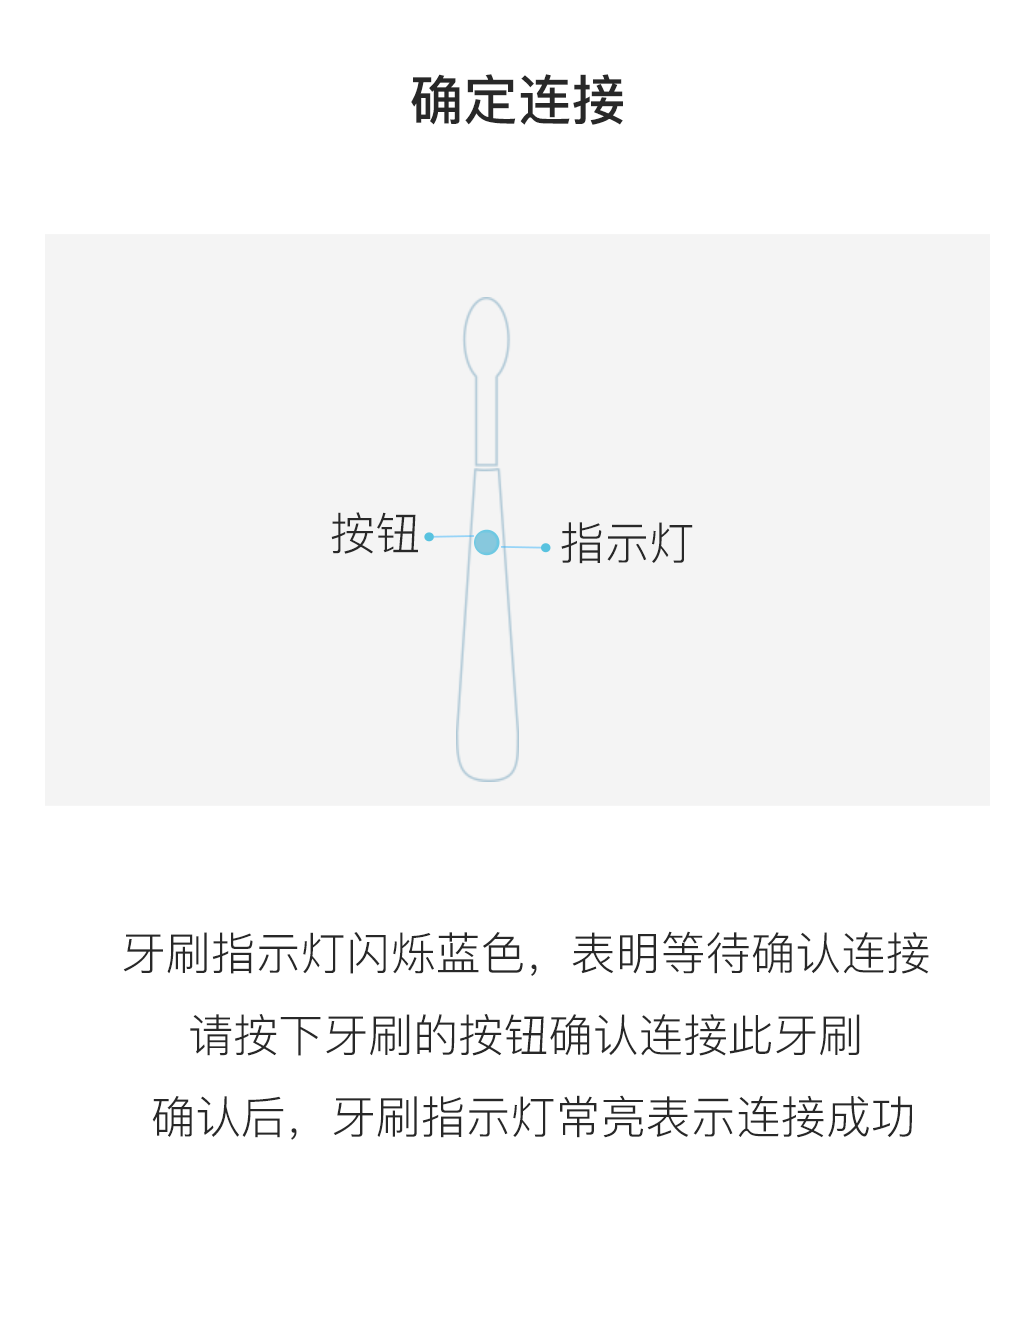 确定连接
按钮
指示灯
牙刷指示灯闪烁蓝色，表明等待确认连接
请按下牙刷的按钮确认连接此牙刷
确认后，牙刷指示灯常亮表示连接成功